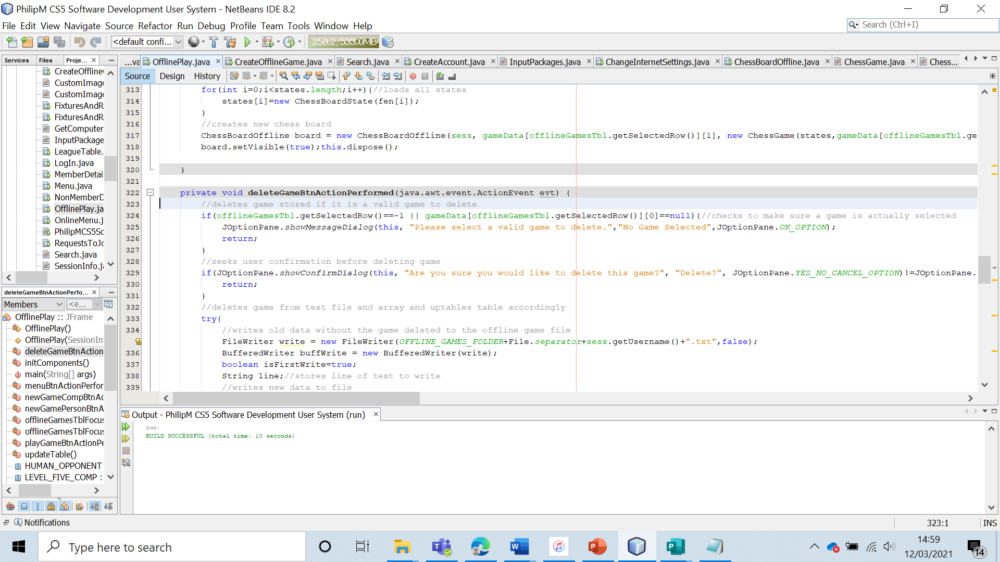 PhilipM CS5 Software Development User System - NetBeans IDE 8.2
File Edit View Navigate Source Refactor Run Debug Profile Team Tools Window Help
Search (Ctrl+I)
<default confi... 250.2/533.0MB
Services Files Proje...
...va OfflinePlay.java CreateOfflineGame.java Search.java CreateAccount.java InputPackages.java ChangeInternetSettings.java ChessBoardOffline.java ChessGame.java Chess...
Source Design History
CreateOffline
CustomImage
CustomImage
FixturesAndR
FixturesAndR
GetComputer
InputPackage
LeagueTable.
LogIn.java
MemberDetai
Menu.java
NonMemberD
OfflinePlay.ja
OnlineMenu.j
PhilipMCS5So
RequestsToJo
Search.java
SessionInfo.ja
313 for(int i=0;i<states.length;i++){//loads all states
314 states[i]=new ChessBoardState(fen[i]);
315 }
316 //creates new chess board
317 ChessBoardOffline board = new ChessBoardOffline(sess, gameData[offlineGamesTbl.getSelectedRow()][1], new ChessGame(states,gameData[offlineGamesTbl.ge
318 board.setVisible(true);this.dispose();
319
320 }
321
322 private void deleteGameBtnActionPerformed(java.awt.event.ActionEvent evt) {
323 //deletes game stored if it is a valid game to delete
324 if(offlineGamesTbl.getSelectedRow()==-1 || gameData[offlineGamesTbl.getSelectedRow()][0]==null){//checks to make sure a game is actually selected
325 JOptionPane.showMessageDialog(this, "Please select a valid game to delete.","No Game Selected",JOptionPane.OK_OPTION);
326 return;
327 }
328 //seeks user confirmation before deleting game
329 if(JOptionPane.showConfirmDialog(this, "Are you sure you would like to delete this game?", "Delete?", JOptionPane.YES_NO_CANCEL_OPTION)!=JOptionPane.
330 return;
331 }
332 //deletes game from text file and array and uptables table accordingly
333 try{
334 //writes old data without the game deleted to the offline game file
FileWriter write = new FileWriter(OFFLINE_GAMES_FOLDER+File.separator+sess.getUsername()+".txt",false);
336 BufferedWriter buffWrite = new BufferedWriter(write);
337 boolean isFirstWrite=true;
338 String line;//stores line of text to write
339 //writes new data to file
deleteGameBtnActionPerfo...
Members <e...
OfflinePlay :: JFrame
OfflinePlay()
OfflinePlay(SessionIn
deleteGameBtnAction
initComponents()
main(String[] args)
menuBtnActionPerfor
newGameCompBtnAc
newGamePersonBtnA
offlineGamesTblFocus
offlineGamesTblFocus
playGameBtnActionPe
updateTable()
HUMAN_OPPONENT
LEVEL_FIVE_COMP :
Output - PhilipM CS5 Software Development User System (run)
run:
BUILD SUCCESSFUL (total time: 10 seconds)
Notifications
323:1 INS
Type here to search
14:59
12/03/2021
14